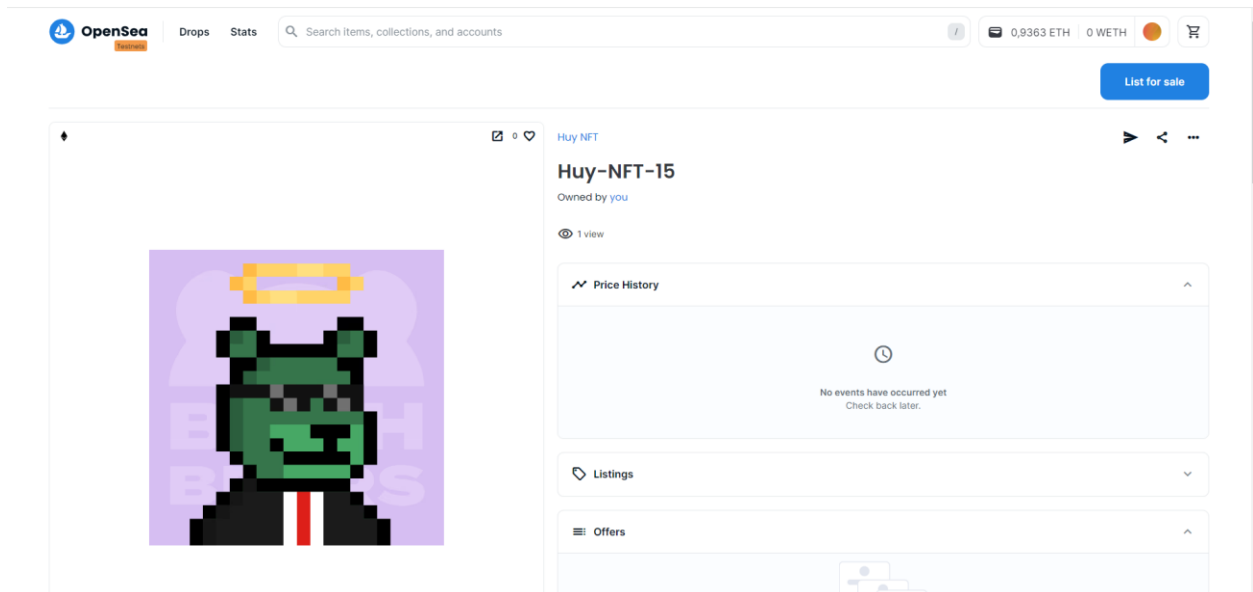 OpenSea
Testnets
Drops
Stats
Search items, collections, and accounts
/
0,9363 ETH
0 WETH
List for sale
0
Huy NFT
Huy-NFT-15
Owned by you
1 view
Price History
No events have occurred yet
Check back later.
Listings
Offers